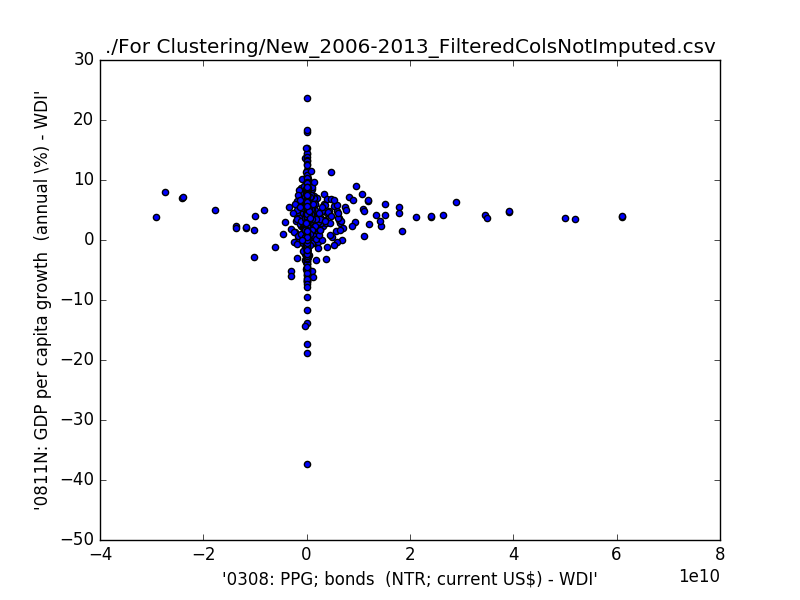 ./For Clustering/New_2006-2013_FilteredColsNotImputed.csv
30
20
10
0
−10
−20
−30
−40
−50
'0811N: GDP per capita growth  (annual \%) - WDI'
−4 −2 0 2 4 6 8
1e10
'0308: PPG; bonds  (NTR; current US$) - WDI'